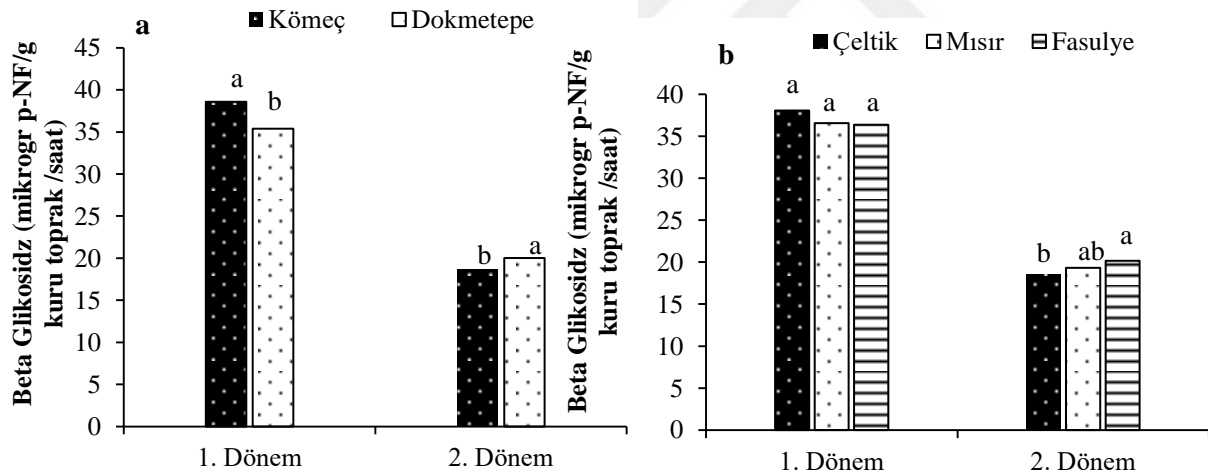 a
Kömeç Dokmetepe
Beta Glikosidz (mikrogr p-NF/g
kuru toprak /saat)
45
40
35
30
25
20
15
10
5
0
a
b
b
a
1. Dönem 2. Dönem
b
Çeltik Mısır Fasulye
Beta Glikosidz (mikrogr p-NF/g
kuru toprak /saat)
40
35
30
25
20
15
10
5
0
a a a
b ab a
1. Dönem 2. Dönem